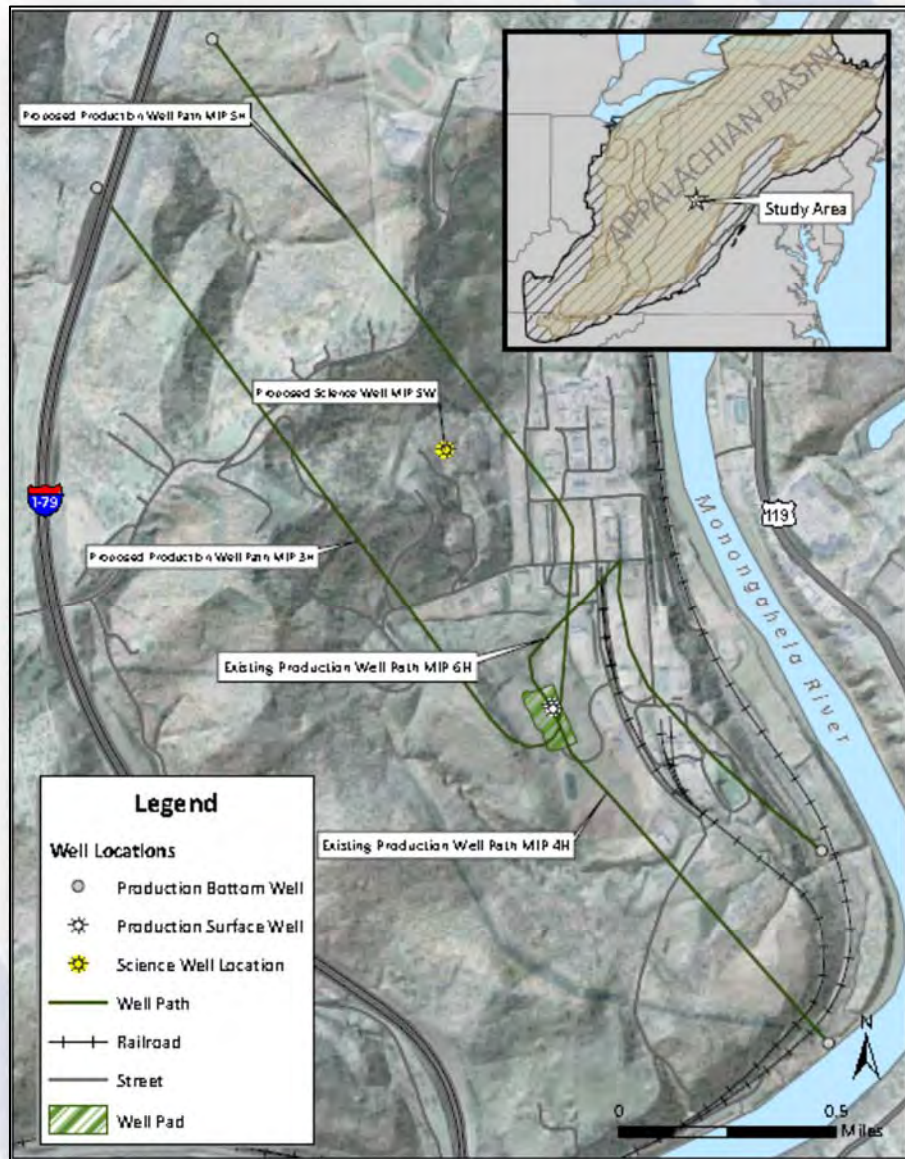 Proposed Production Well Path MIP 5H
APPALACHIAN BASIN
Study Area
Proposed Science Well MIP SW
I-79
119
Monongahela River
Proposed Production Well Path MIP 3H
Existing Production Well Path MIP 6H
Existing Production Well Path MIP 4H
Legend
Well Locations
Production Bottom Well
Production Surface Well
Science Well Location
Well Path
Railroad
Street
Well Pad
N
0 0.5
Miles